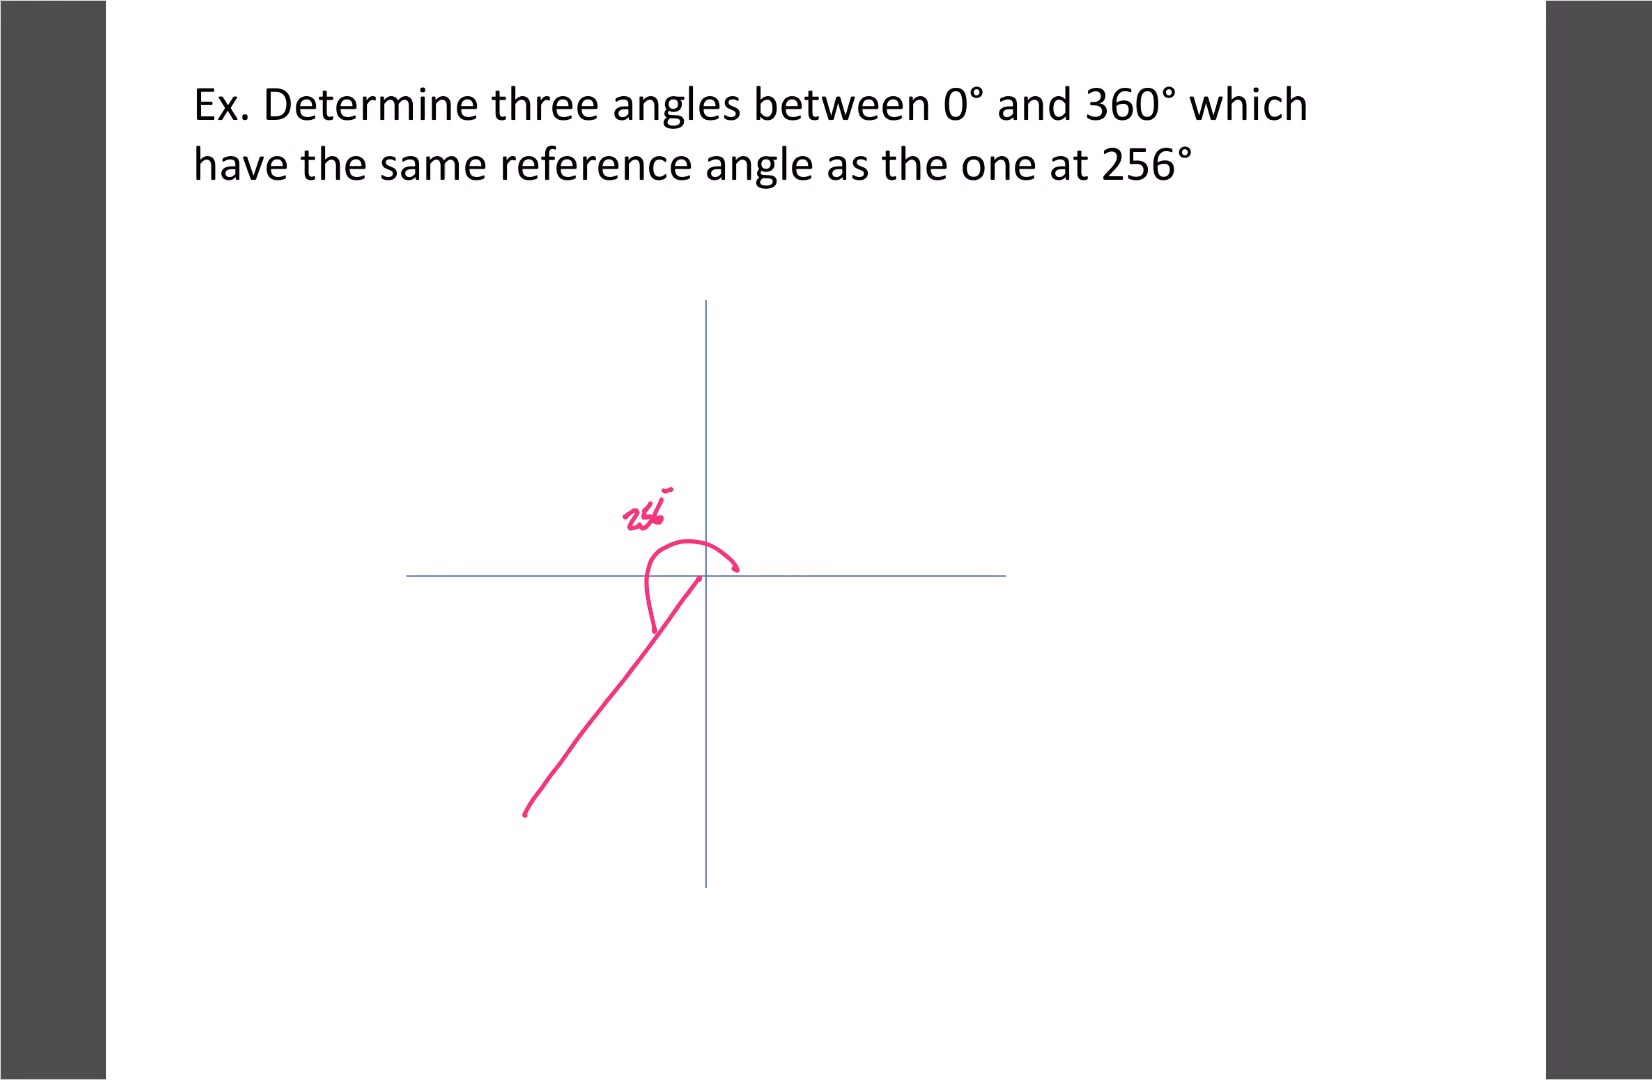 Ex. Determine three angles between 0° and 360° which
have the same reference angle as the one at 256°
256°